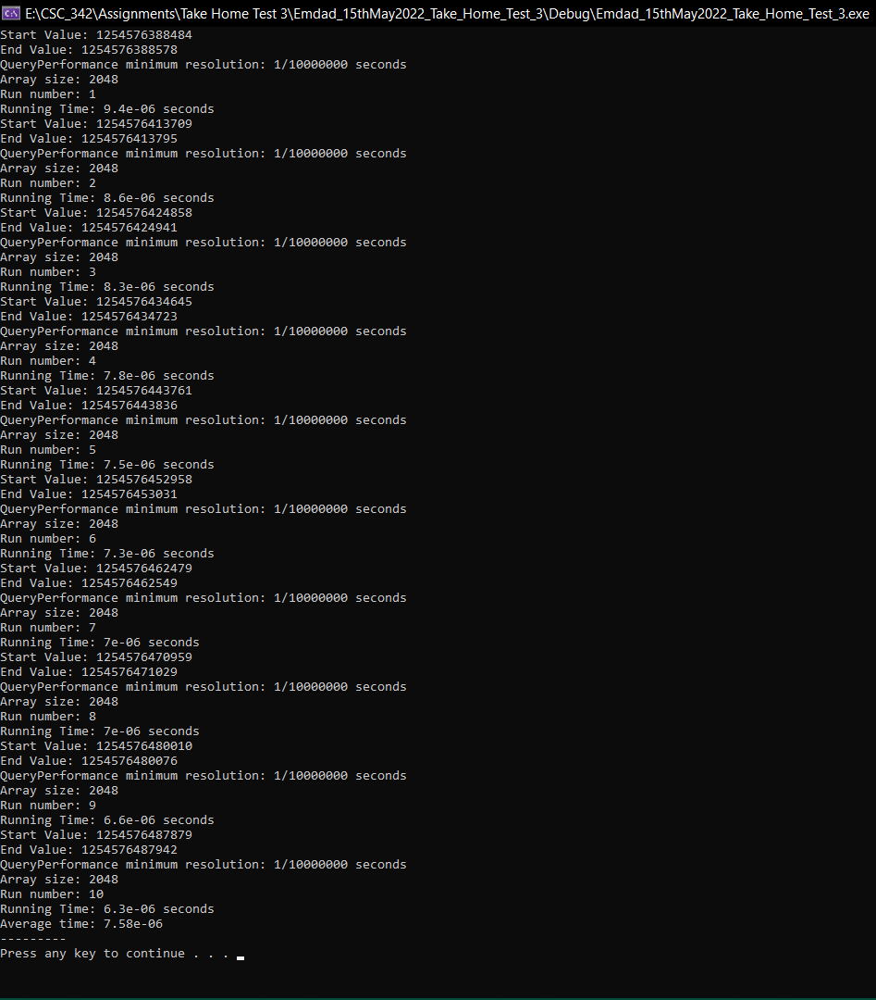 E:\CSC_342\Assignments\Take Home Test 3\Emdad_15thMay2022_Take_Home_Test_3\Debug\Emdad_15thMay2022_Take_Home_Test_3.exe
Start Value: 1254576388484
End Value: 1254576388578
QueryPerformance minimum resolution: 1/10000000 seconds
Array size: 2048
Run number: 1
Running Time: 9.4e-06 seconds
Start Value: 1254576413709
End Value: 1254576413795
QueryPerformance minimum resolution: 1/10000000 seconds
Array size: 2048
Run number: 2
Running Time: 8.6e-06 seconds
Start Value: 1254576424858
End Value: 1254576424941
QueryPerformance minimum resolution: 1/10000000 seconds
Array size: 2048
Run number: 3
Running Time: 8.3e-06 seconds
Start Value: 1254576434645
End Value: 1254576434723
QueryPerformance minimum resolution: 1/10000000 seconds
Array size: 2048
Run number: 4
Running Time: 7.8e-06 seconds
Start Value: 1254576443761
End Value: 1254576443836
QueryPerformance minimum resolution: 1/10000000 seconds
Array size: 2048
Run number: 5
Running Time: 7.5e-06 seconds
Start Value: 1254576452958
End Value: 1254576453031
QueryPerformance minimum resolution: 1/10000000 seconds
Array size: 2048
Run number: 6
Running Time: 7.3e-06 seconds
Start Value: 1254576462479
End Value: 1254576462549
QueryPerformance minimum resolution: 1/10000000 seconds
Array size: 2048
Run number: 7
Running Time: 7e-06 seconds
Start Value: 1254576470959
End Value: 1254576471029
QueryPerformance minimum resolution: 1/10000000 seconds
Array size: 2048
Run number: 8
Running Time: 7e-06 seconds
Start Value: 1254576480010
End Value: 1254576480076
QueryPerformance minimum resolution: 1/10000000 seconds
Array size: 2048
Run number: 9
Running Time: 6.6e-06 seconds
Start Value: 1254576487879
End Value: 1254576487942
QueryPerformance minimum resolution: 1/10000000 seconds
Array size: 2048
Run number: 10
Running Time: 6.3e-06 seconds
Average time: 7.58e-06
---------
Press any key to continue . . .